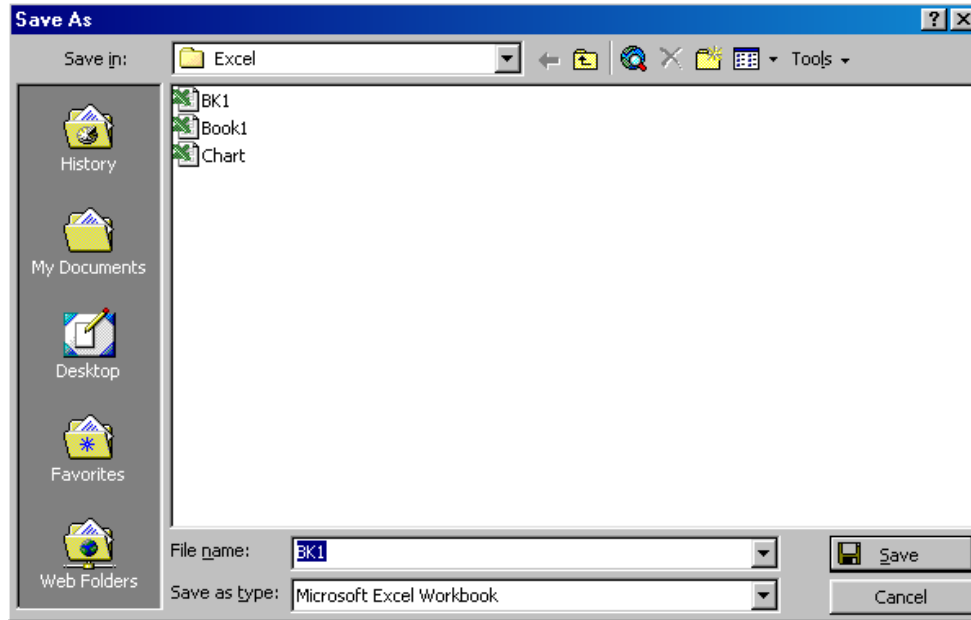 Save As
Save in: Excel Tools
BK1
Book1
Chart
History
My Documents
Desktop
Favorites
Web Folders
File name: BK1 Save
Save as type: Microsoft Excel Workbook Cancel